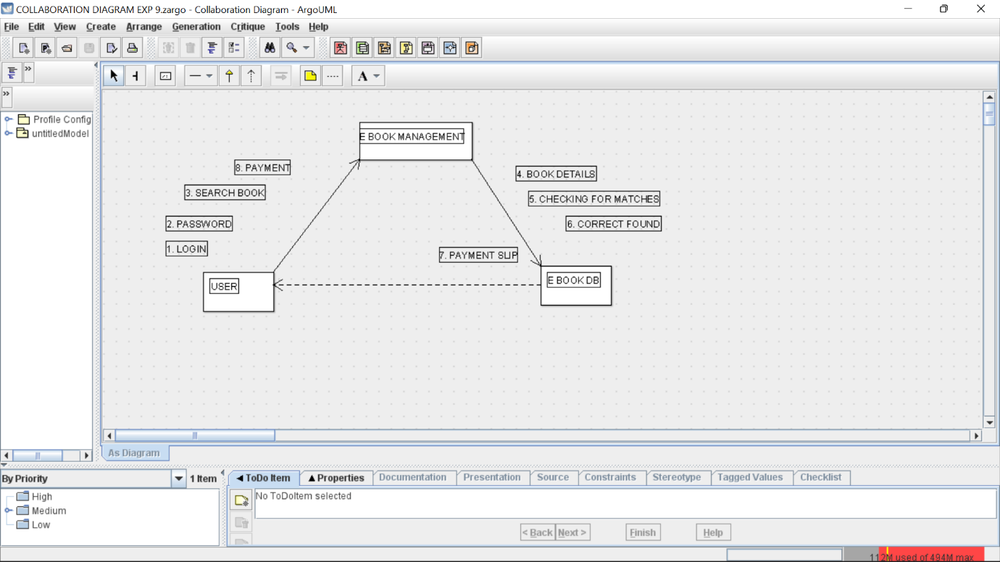 COLLABORATION DIAGRAM EXP 9.zargo - Collaboration Diagram - ArgoUML
File Edit View Create Arrange Generation Critique Tools Help
A
Profile Config
untitledModel
E BOOK MANAGEMENT
8. PAYMENT
4. BOOK DETAILS
3. SEARCH BOOK
5. CHECKING FOR MATCHES
2. PASSWORD
6. CORRECT FOUND
1. LOGIN
7. PAYMENT SLIP
USER
E BOOK DB
As Diagram
By Priority
1 Item
ToDo Item Properties Documentation Presentation Source Constraints Stereotype Tagged Values Checklist
High
Medium
Low
No ToDoItem selected
< Back Next > Finish Help
112M used of 494M max